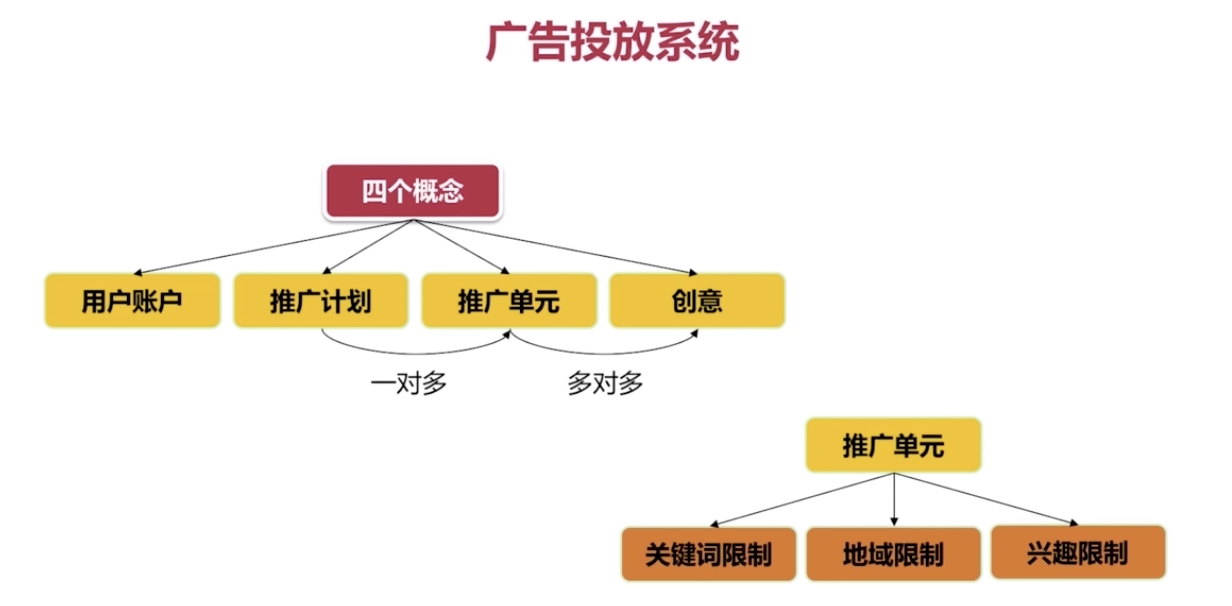 广告投放系统
四个概念
用户账户
推广计划
推广单元
创意
一对多
多对多
推广单元
关键词限制
地域限制
兴趣限制